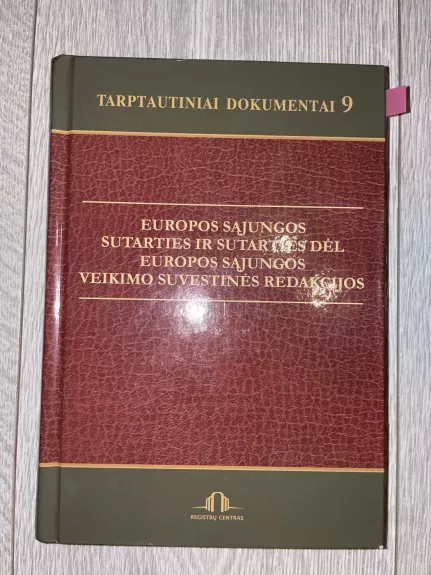 TARPTAUTINIAI DOKUMENTAI 9
EUROPOS SĄJUNGOS
SUTARTIES IR SUTARTIES DĖL
EUROPOS SĄJUNGOS
VEIKIMO SUVESTINĖS REDAKCIJOS
REGISTRŲ CENTRAS